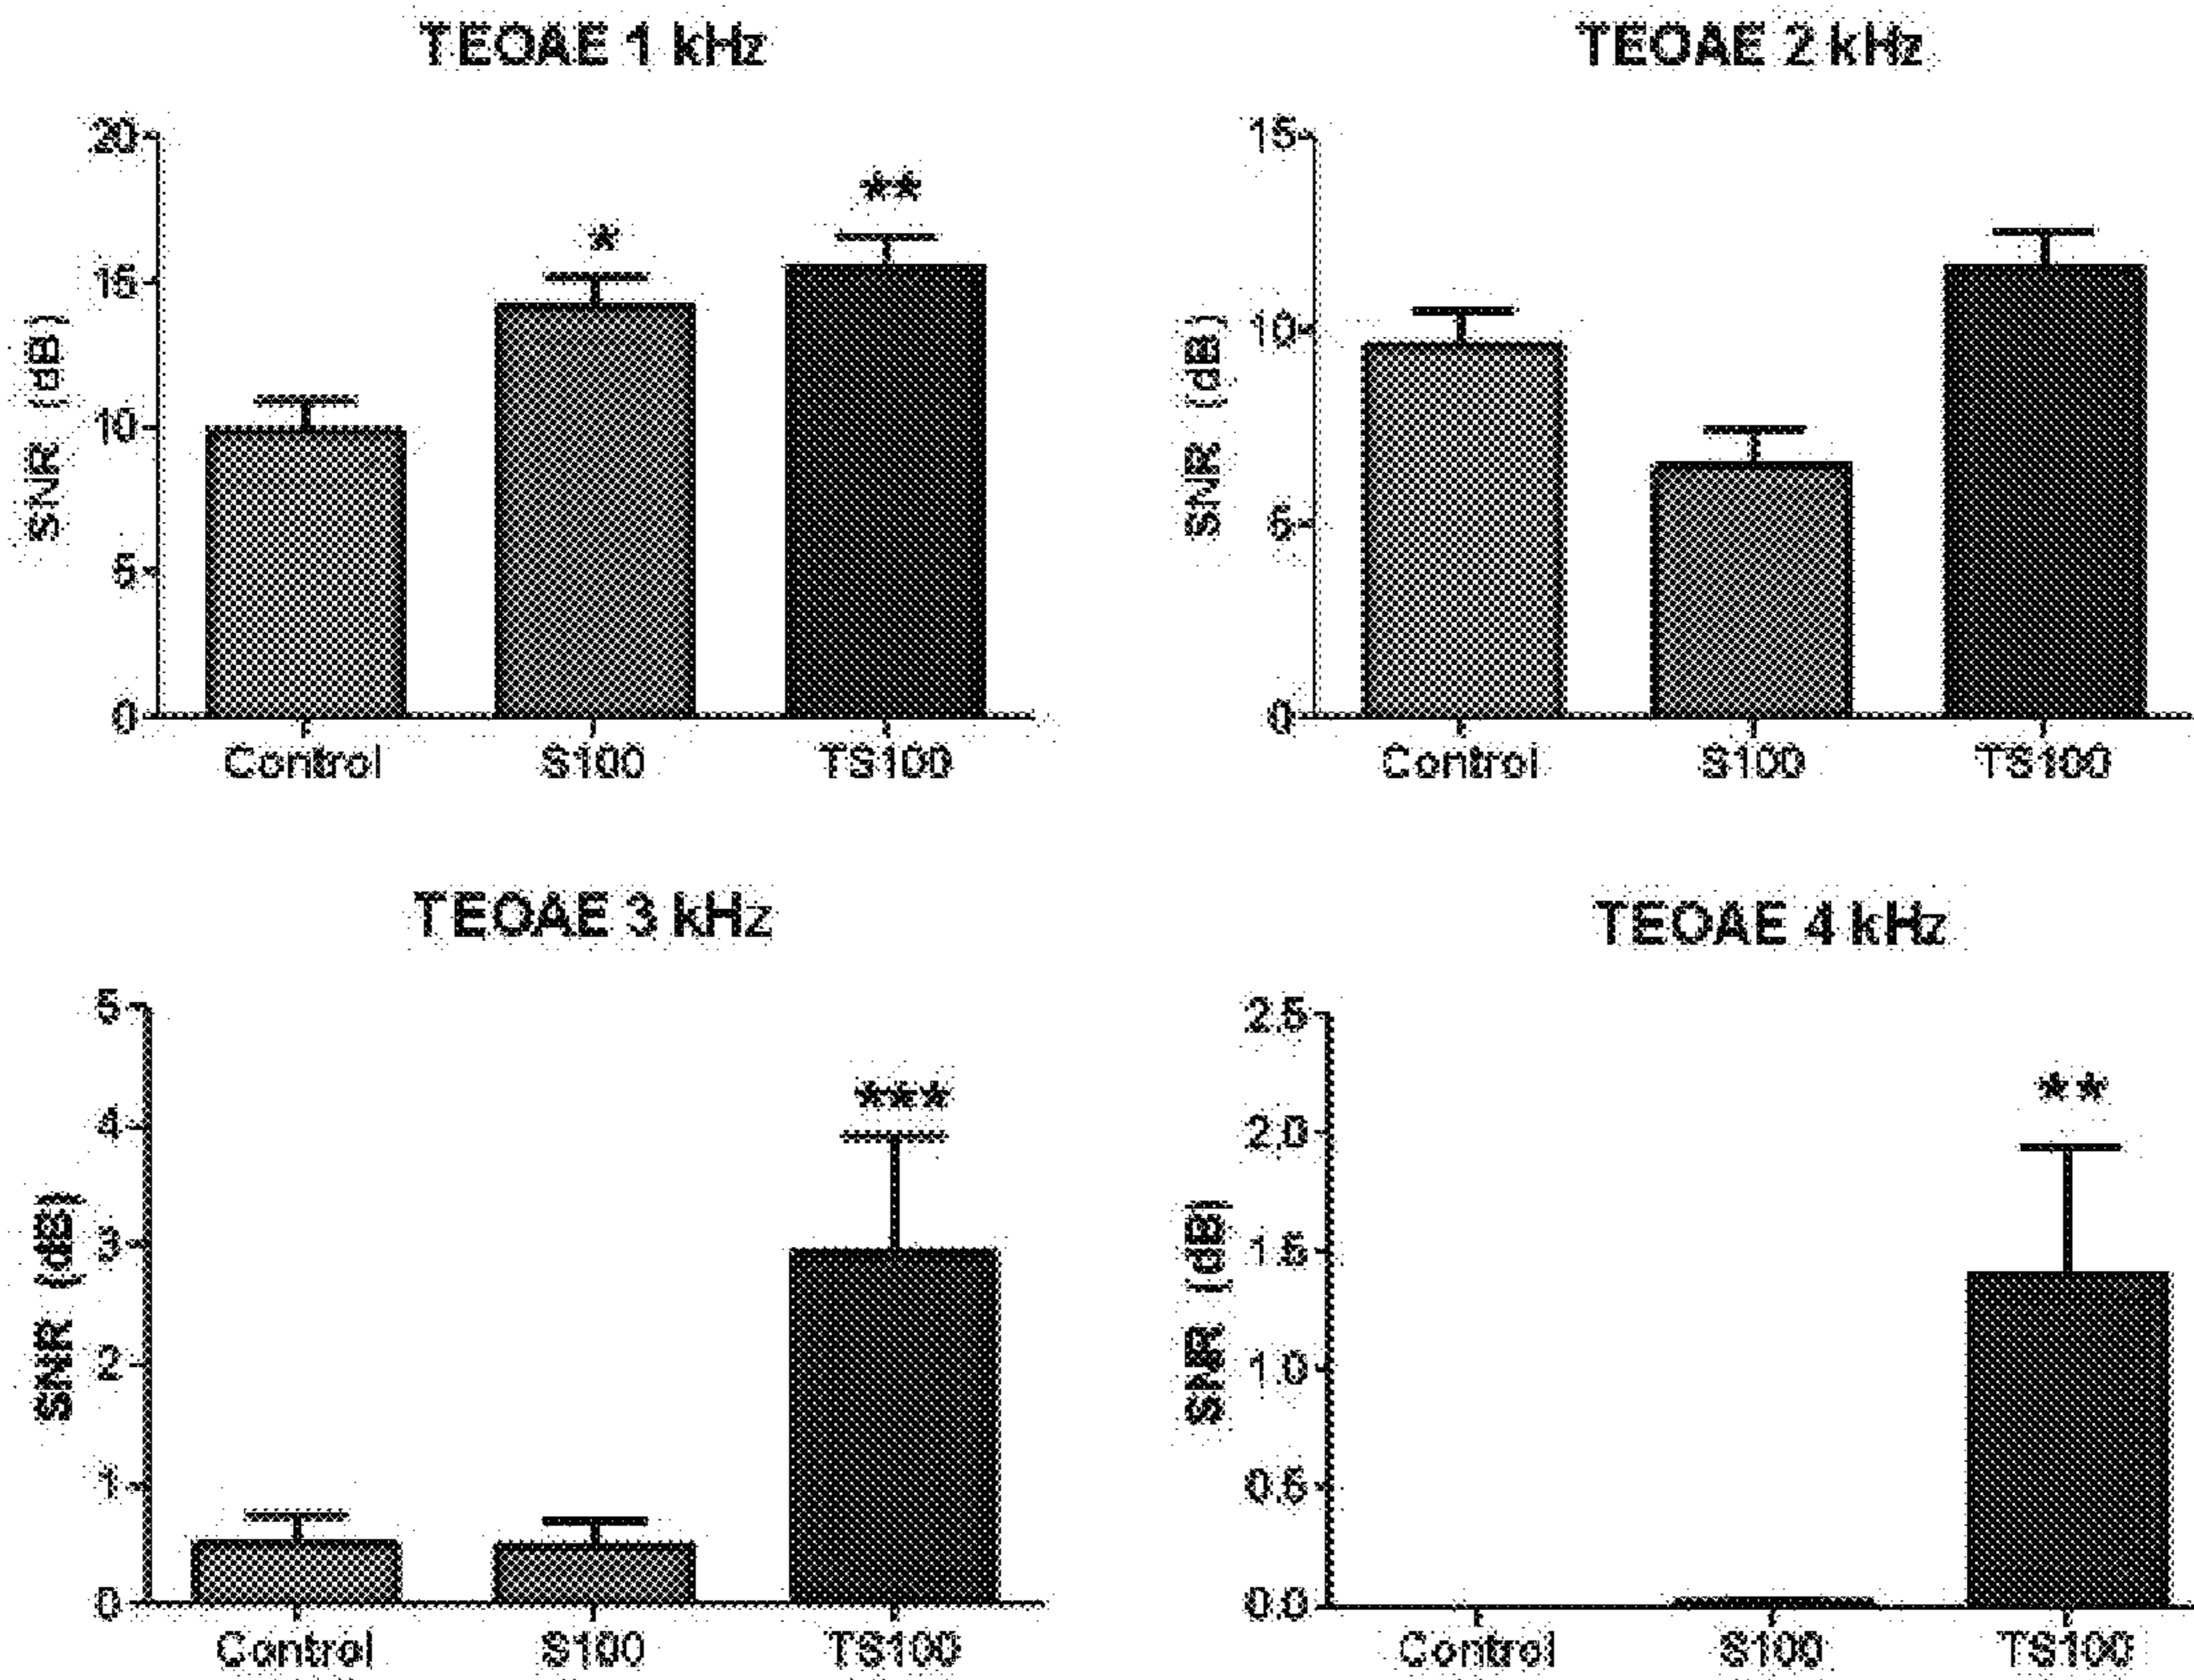 TEOAE 1 kHz
SNR (dB)
20
15
10
5
0
*
**
Control S100 TS100
TEOAE 2 kHz
SNR (dB)
15
10
5
0
Control S100 TS100
TEOAE 3 kHz
SNR (dB)
5
4
3
2
1
0
***
Control S100 TS100
TEOAE 4 kHz
SNR (dB)
2.5
2.0
1.5
1.0
0.5
0.0
**
Control S100 TS100